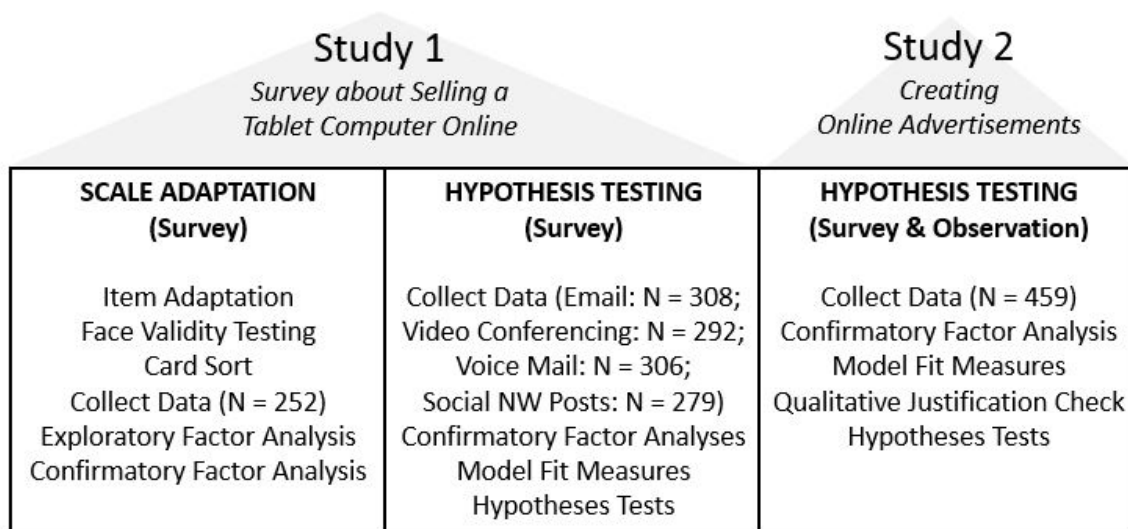 Study 1
Survey about Selling a
Tablet Computer Online
Study 2
Creating
Online Advertisements
SCALE ADAPTATION
(Survey)
Item Adaptation
Face Validity Testing
Card Sort
Collect Data (N = 252)
Exploratory Factor Analysis
Confirmatory Factor Analysis
HYPOTHESIS TESTING
(Survey)
Collect Data (Email: N = 308;
Video Conferencing: N = 292;
Voice Mail: N = 306;
Social NW Posts: N = 279)
Confirmatory Factor Analyses
Model Fit Measures
Hypotheses Tests
HYPOTHESIS TESTING
(Survey & Observation)
Collect Data (N = 459)
Confirmatory Factor Analysis
Model Fit Measures
Qualitative Justification Check
Hypotheses Tests